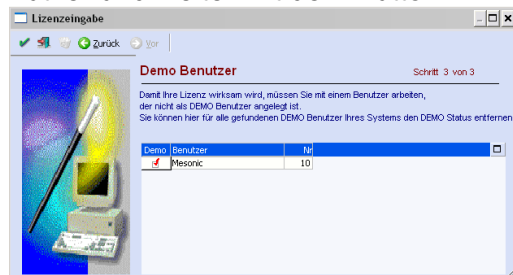 Lizenzeingabe
Zurück Vor
Demo Benutzer
Schritt 3 von 3
Damit Ihre Lizenz wirksam wird, müssen Sie mit einem Benutzer arbeiten,
der nicht als DEMO Benutzer angelegt ist.
Sie können hier für alle gefundenen DEMO Benutzer Ihres Systems den DEMO Status entfernen
Demo Benutzer Nr
Mesonic 10